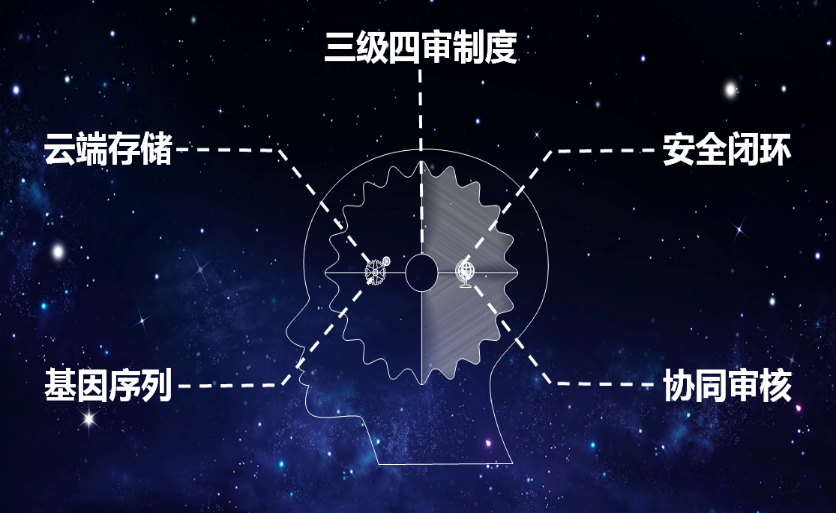 三级四审制度
云端存储
安全闭环
基因序列
协同审核